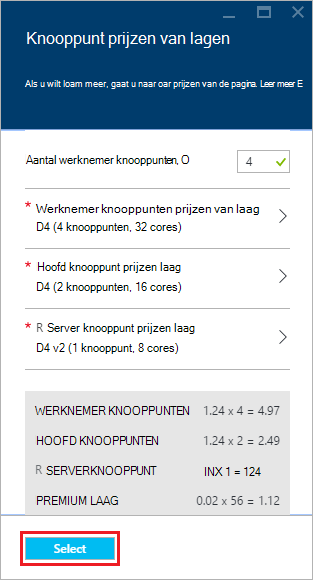 Knooppunt prijzen van lagen
Als u wilt loam meer, gaat u naar oar prijzen van de pagina. Leer meer E
Aantal werknemer knooppunten, O 4
* Werknemer knooppunten prijzen van laag
D4 (4 knooppunten, 32 cores)
* Hoofd knooppunt prijzen laag
D4 (2 knooppunten, 16 cores)
* R Server knooppunt prijzen laag
D4 v2 (1 knooppunt, 8 cores)
WERKNEMER KNOOPPUNTEN 1.24 x 4 = 4.97
HOOFD KNOOPPUNTEN 1.24 x 2 = 2.49
R SERVERKNOOPPUNT INX 1 = 124
PREMIUM LAAG 0.02 x 56 = 1.12
Select